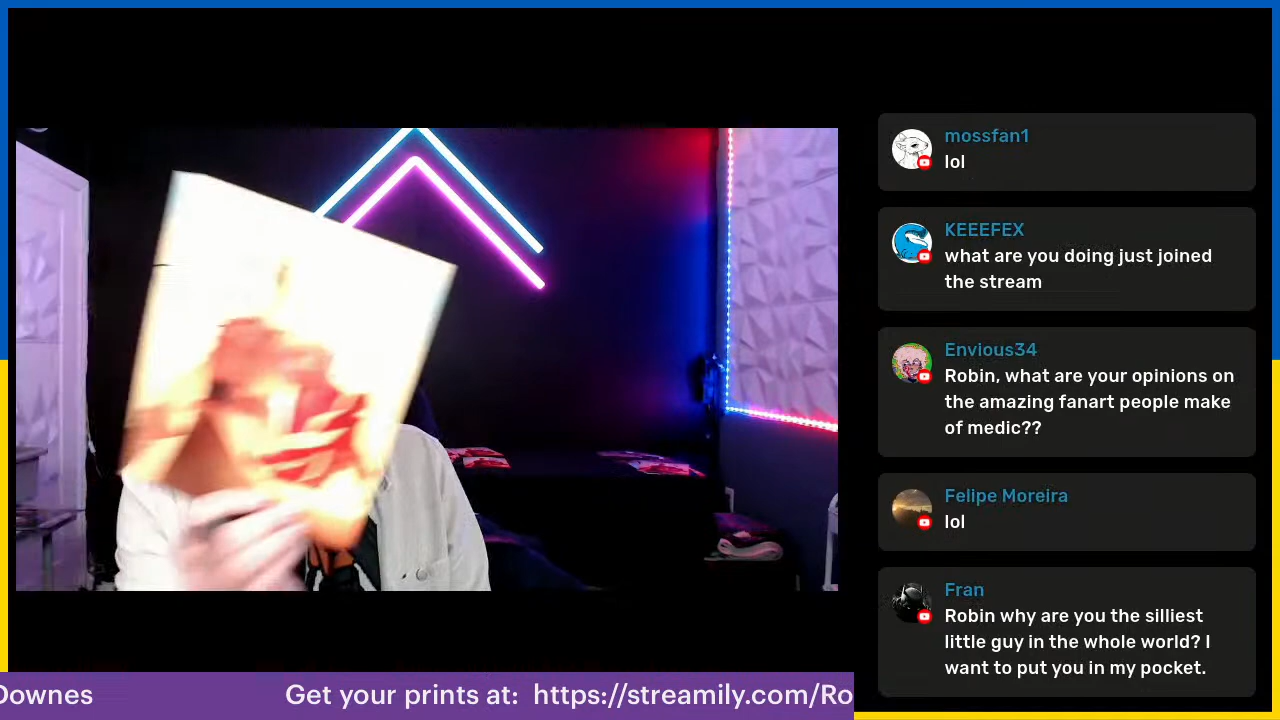 mossfan1
lol
KEEEFEX
what are you doing just joined
the stream
Envious34
Robin, what are your opinions on
the amazing fanart people make
of medic??
Felipe Moreira
lol
Fran
Robin why are you the silliest
little guy in the whole world? I
want to put you in my pocket.
Downes Get your prints at: https://streamily.com/Ro